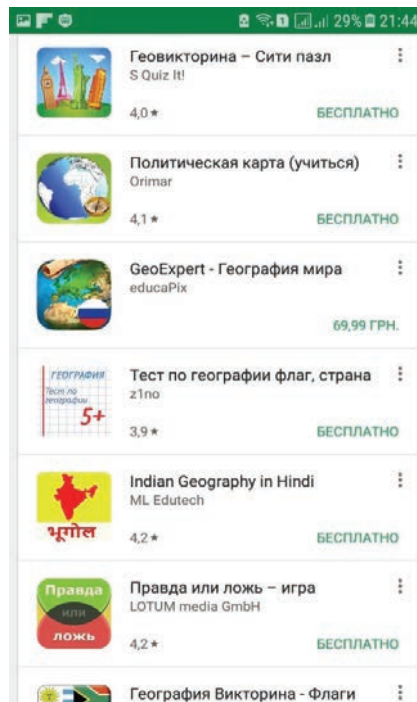 29% 21:44
Геовикторина – Сити пазл
S Quiz It!
4,0★ БЕСПЛАТНО
Политическая карта (учиться)
Orimar
4,1★ БЕСПЛАТНО
GeoExpert - География мира
educaPix
69,99 ГРН.
ГЕОГРАФИЯ
Тест по
географии
5+
Тест по географии флаг, страна
z1no
3,9★ БЕСПЛАТНО
Indian Geography in Hindi
ML Edutech
भूगोल
4,2★ БЕСПЛАТНО
Правда
или
ложь
Правда или ложь – игра
LOTUM media GmbH
4,2★ БЕСПЛАТНО
География Викторина - Флаги